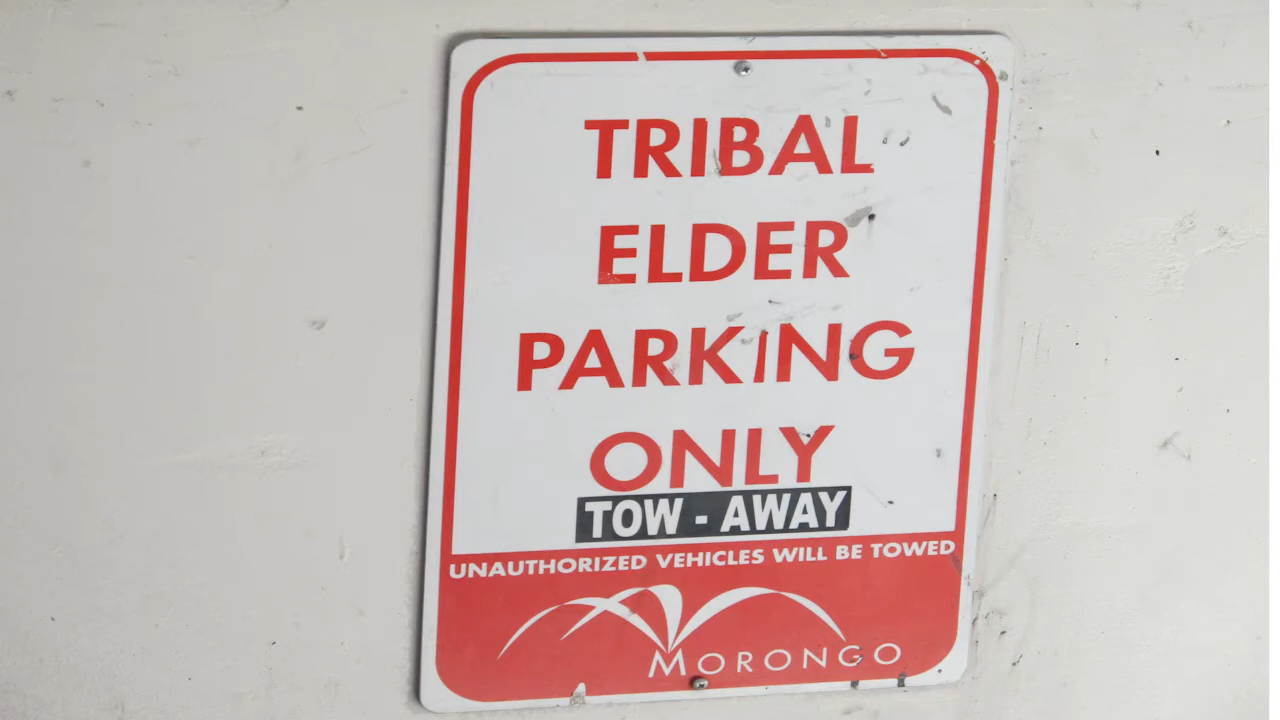 TRIBAL
ELDER
PARKING
ONLY
TOW - AWAY
UNAUTHORIZED VEHICLES WILL BE TOWED
MORONGO